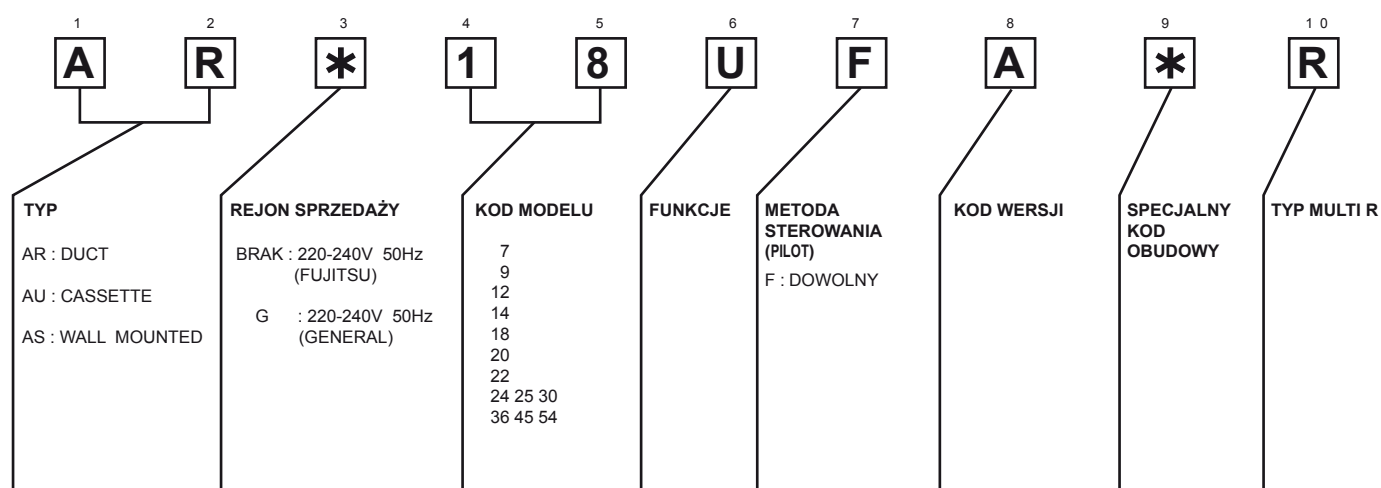 1 2 3 4 5 6 7 8 9 10
A R * 1 8 U F A * R
TYP
AR : DUCT
AU : CASSETTE
AS : WALL MOUNTED
REJON SPRZEDAŻY
BRAK : 220-240V 50Hz
(FUJITSU)
G : 220-240V 50Hz
(GENERAL)
KOD MODELU
7
9
12
14
18
20
22
24 25 30
36 45 54
FUNKCJE
METODA
STEROWANIA
(PILOT)
F : DOWOLNY
KOD WERSJI
SPECJALNY
KOD
OBUDOWY
TYP MULTI R